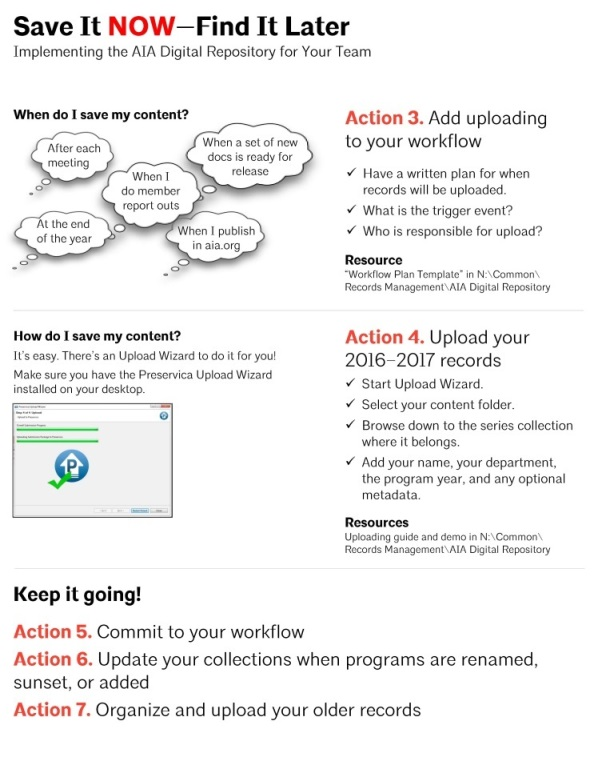 Save It NOW—Find It Later
Implementing the AIA Digital Repository for Your Team
When do I save my content?
After each
meeting
When a set of new
docs is ready for
release
When I
do member
report outs
At the end
of the year
When I publish
in aia.org
Action 3. Add uploading
to your workflow
✓ Have a written plan for when
records will be uploaded.
✓ What is the trigger event?
✓ Who is responsible for upload?
Resource
“Workflow Plan Template” in N:\Common\
Records Management\AIA Digital Repository
How do I save my content?
It’s easy. There’s an Upload Wizard to do it for you!
Make sure you have the Preservica Upload Wizard
installed on your desktop.
P
Action 4. Upload your
2016–2017 records
✓ Start Upload Wizard.
✓ Select your content folder.
✓ Browse down to the series collection
where it belongs.
✓ Add your name, your department,
the program year, and any optional
metadata.
Resources
Uploading guide and demo in N:\Common\
Records Management\AIA Digital Repository
Keep it going!
Action 5. Commit to your workflow
Action 6. Update your collections when programs are renamed,
sunset, or added
Action 7. Organize and upload your older records